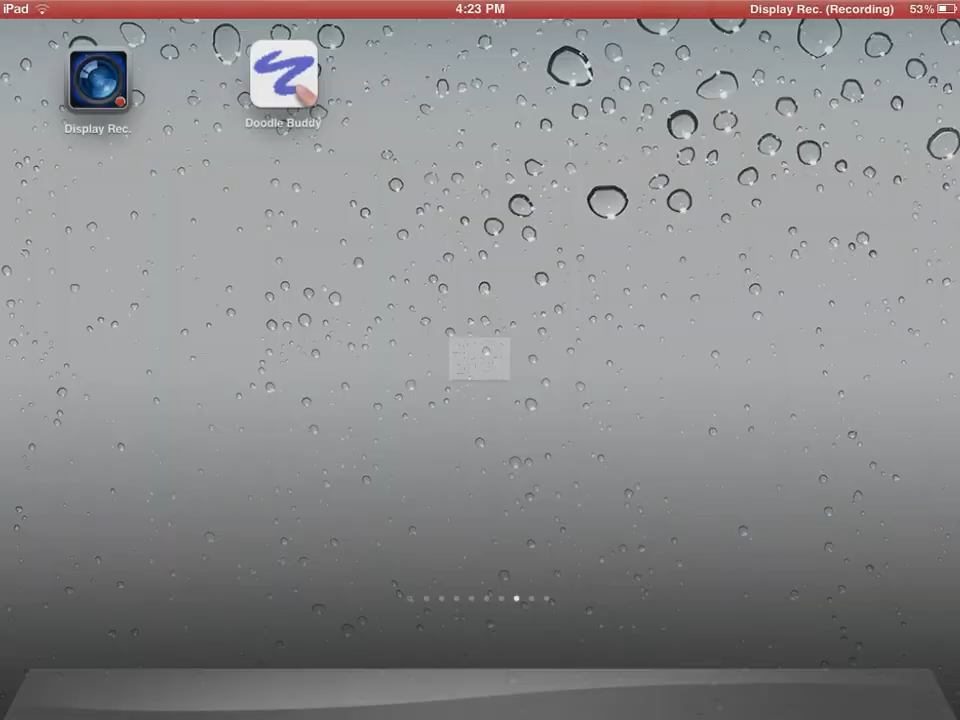 iPad 4:23 PM Display Rec. (Recording) 53%
Display Rec. Doodle Buddy